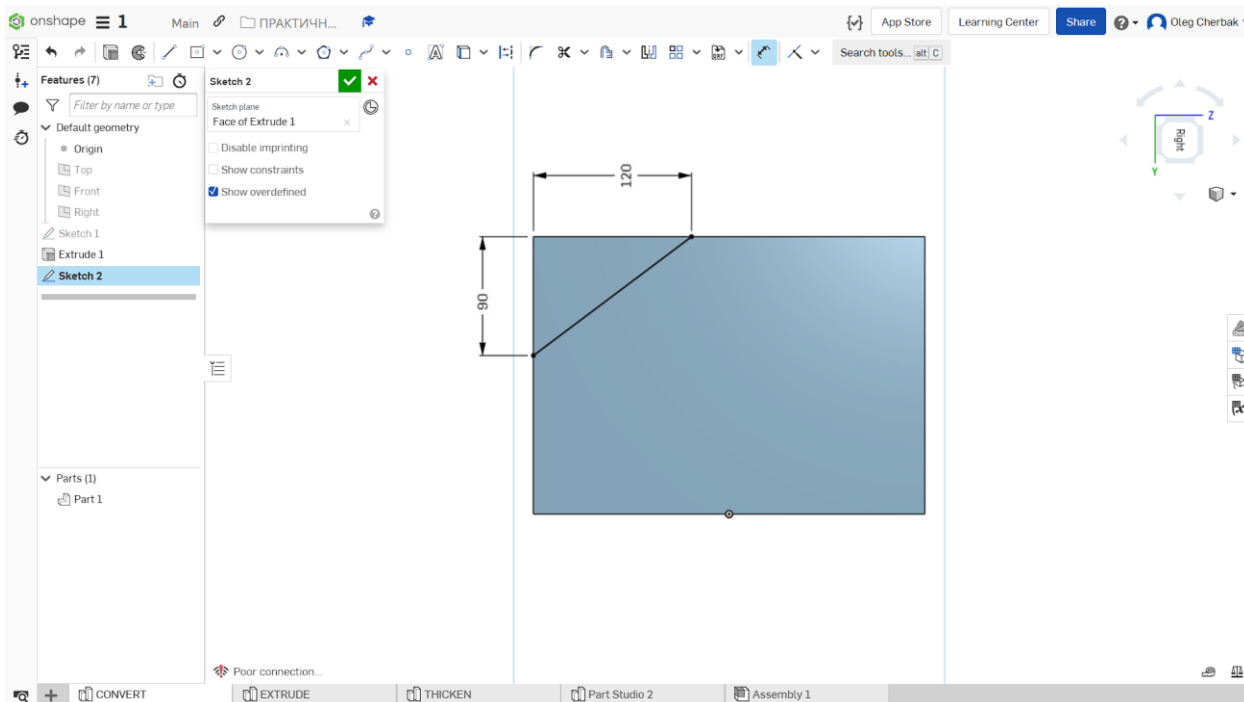 onshape 1 Main ПРАКТИЧН... App Store Learning Center Share Oleg Cherbak
Search tools... alt C
Features (7)
Filter by name or type
Default geometry
Origin
Top
Front
Right
Sketch 1
Extrude 1
Sketch 2
Parts (1)
Part 1
Sketch 2
Sketch plane
Face of Extrude 1
Disable imprinting
Show constraints
Show overdefined
120
90
Z
Right
Y
Poor connection...
CONVERT EXTRUDE THICKEN Part Studio 2 Assembly 1